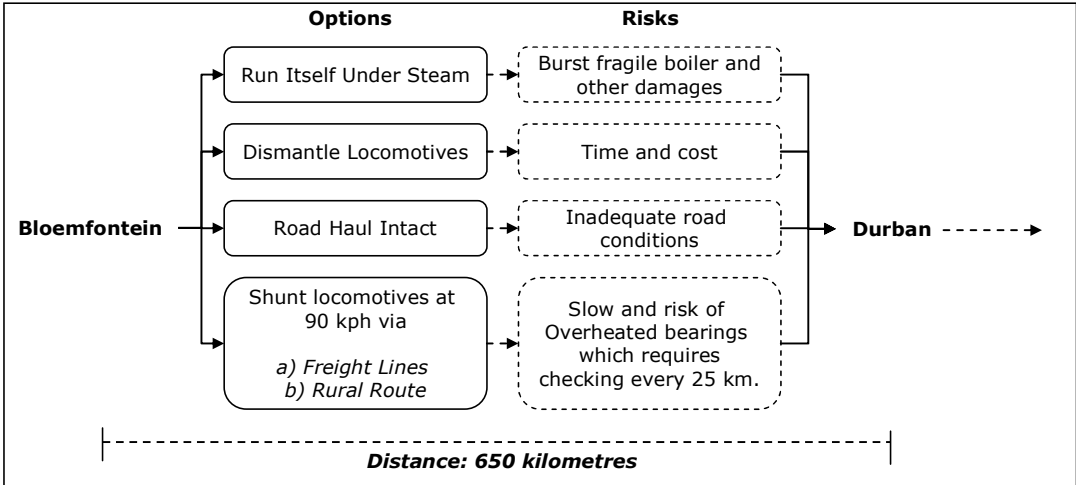 Options
Risks
Run Itself Under Steam
Burst fragile boiler and
other damages
Dismantle Locomotives
Time and cost
Bloemfontein
Road Haul Intact
Inadequate road
conditions
Durban
Shunt locomotives at
90 kph via
a) Freight Lines
b) Rural Route
Slow and risk of
Overheated bearings
which requires
checking every 25 km.
Distance: 650 kilometres